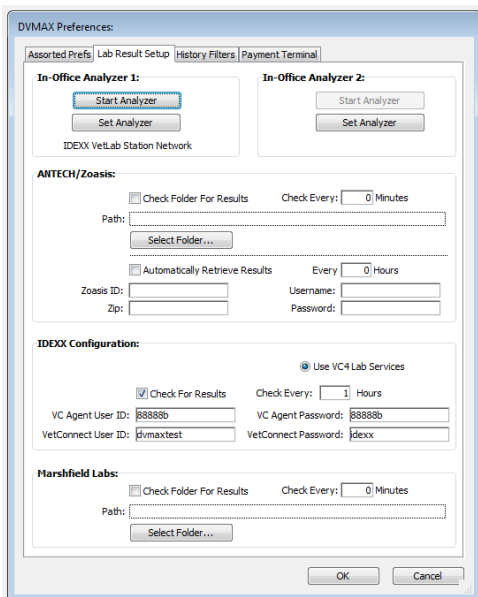 DVMAX Preferences:
Assorted Prefs Lab Result Setup History Filters Payment Terminal
In-Office Analyzer 1: In-Office Analyzer 2:
Start Analyzer Start Analyzer
Set Analyzer Set Analyzer
IDEXX VetLab Station Network
ANTECH/Zoasis:
Check Folder For Results Check Every: 0 Minutes
Path:
Select Folder...
Automatically Retrieve Results Every 0 Hours
Zoasis ID: Username:
Zip: Password:
IDEXX Configuration:
Use VC4 Lab Services
Check For Results Check Every: 1 Hours
VC Agent User ID: 88888b VC Agent Password: 88888b
VetConnect User ID: dvmaxtest VetConnect Password: idexx
Marshfield Labs:
Check Folder For Results Check Every: 0 Minutes
Path:
Select Folder...
OK Cancel